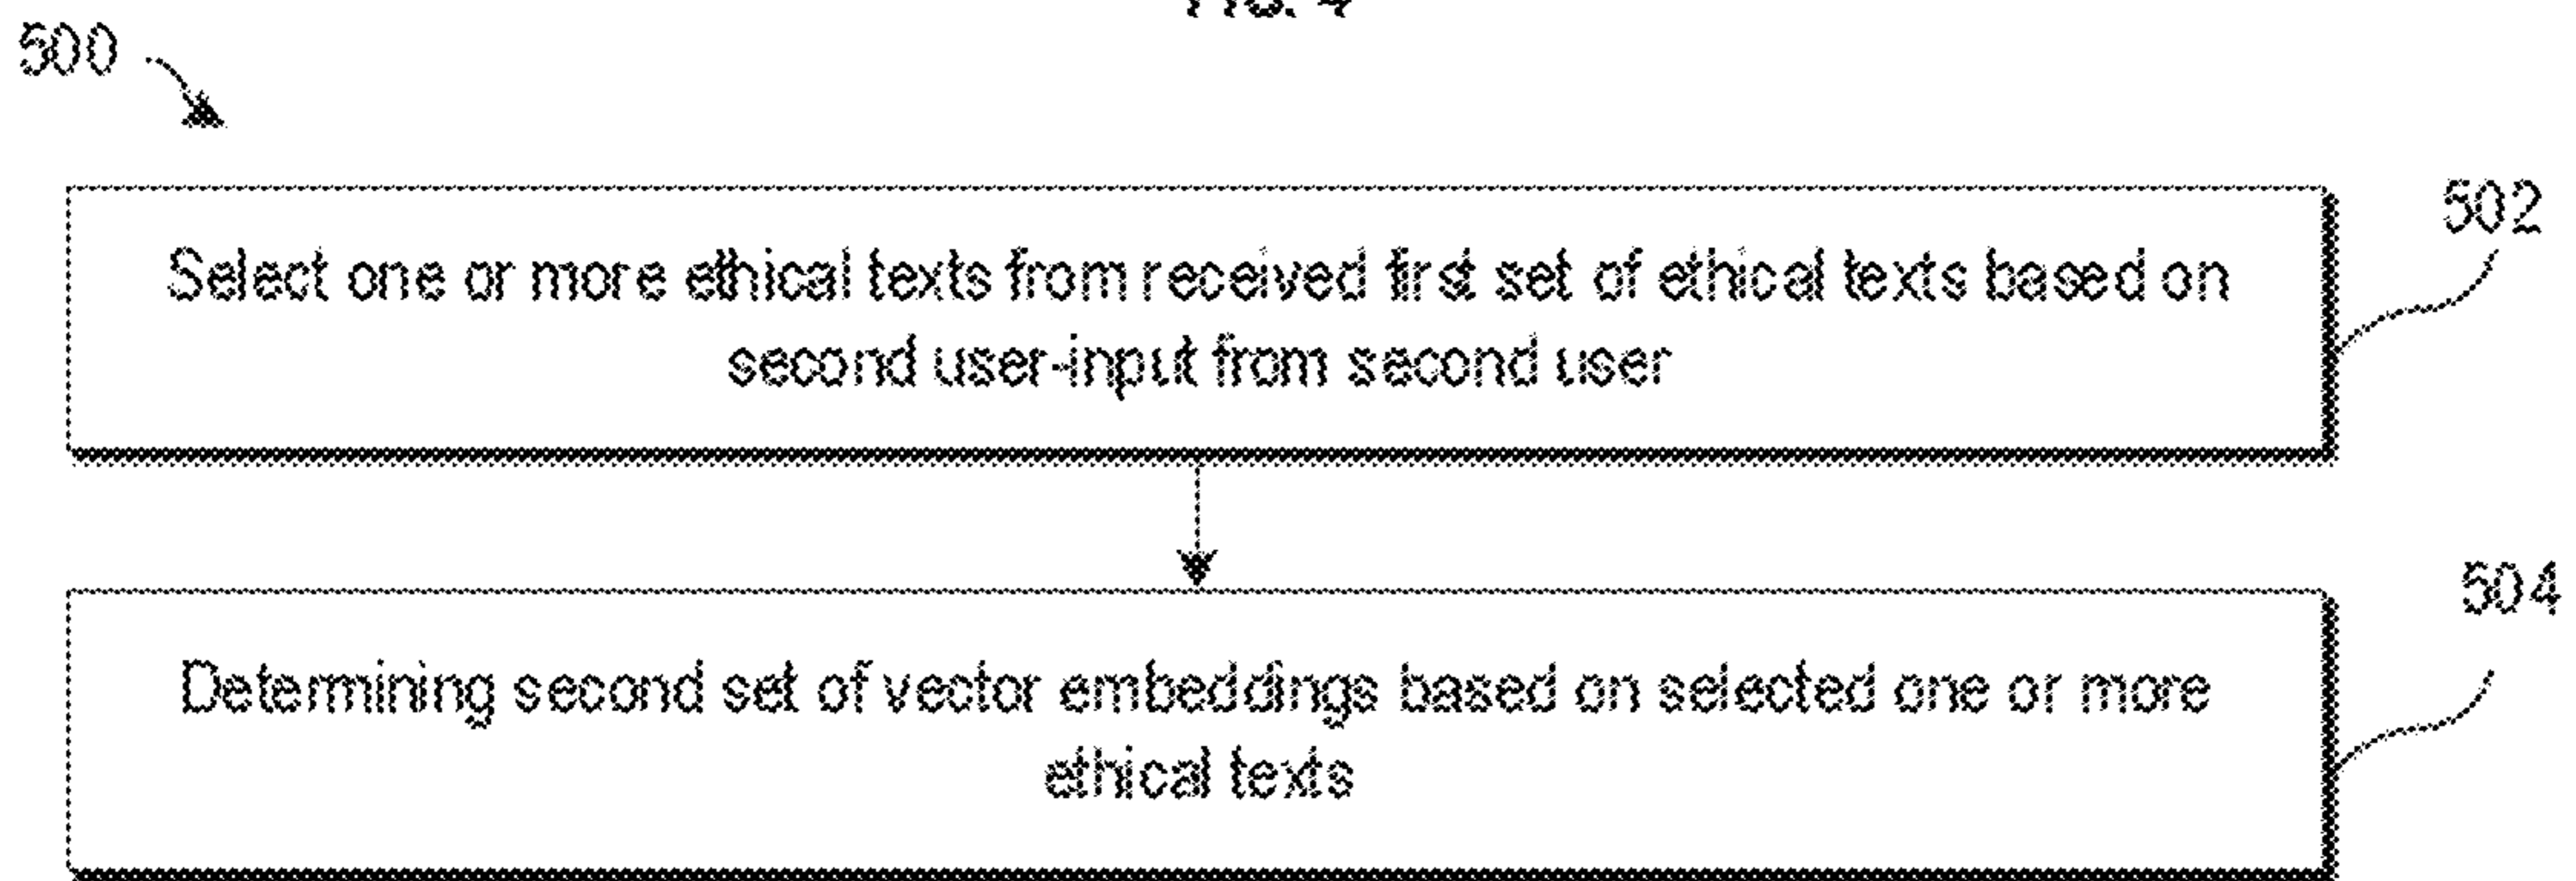 FIG. 4
500
502
Select one or more ethical texts from received first set of ethical texts based on
second user-input from second user
504
Determining second set of vector embeddings based on selected one or more
ethical texts